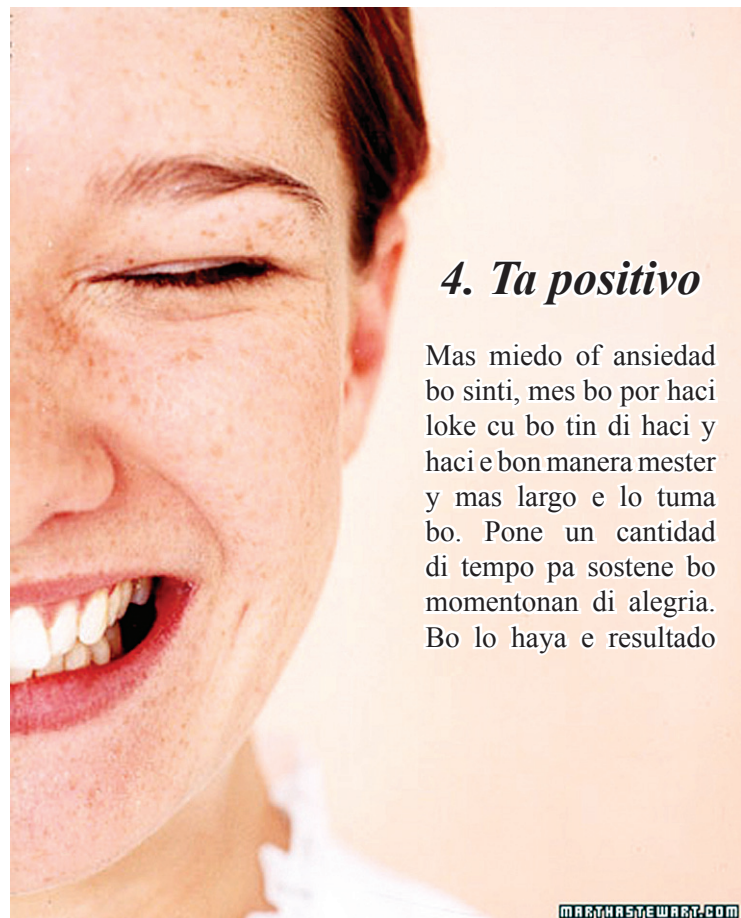 4. Ta positivo
Mas miedo of ansiedad
bo sinti, mes bo por haci
loke cu bo tin di haci y
haci e bon manera mester
y mas largo e lo tuma
bo. Pone un cantidad
di tempo pa sostene bo
momentonan di alegria.
Bo lo haya e resultado
MARTHASTEWART.COM